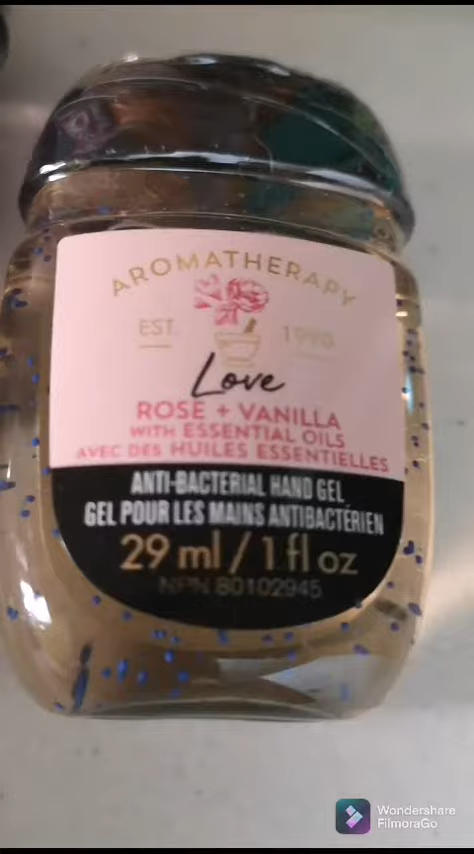 AROMATHERAPY
EST. 1990
Love
ROSE + VANILLA
WITH ESSENTIAL OILS
AVEC DES HUILES ESSENTIELLES
ANTI-BACTERIAL HAND GEL
GEL POUR LES MAINS ANTIBACTÉRIEN
29 ml / 1 fl oz
NPN 80102945
Wondershare
FilmoraGo